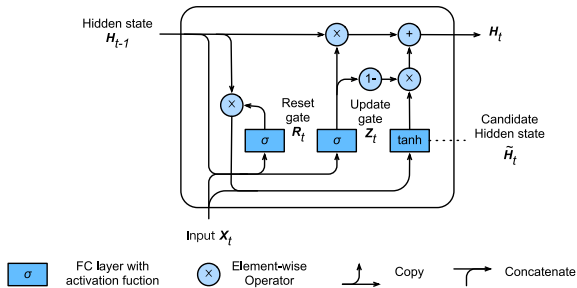 Hidden state
H_{t-1}
×
+
H_t
1-
×
×
Reset
gate
R_t
Update
gate
Z_t
Candidate
Hidden state
H̃_t
σ
σ
tanh
Input X_t
σ
FC layer with
activation fuction
×
Element-wise
Operator
Copy
Concatenate